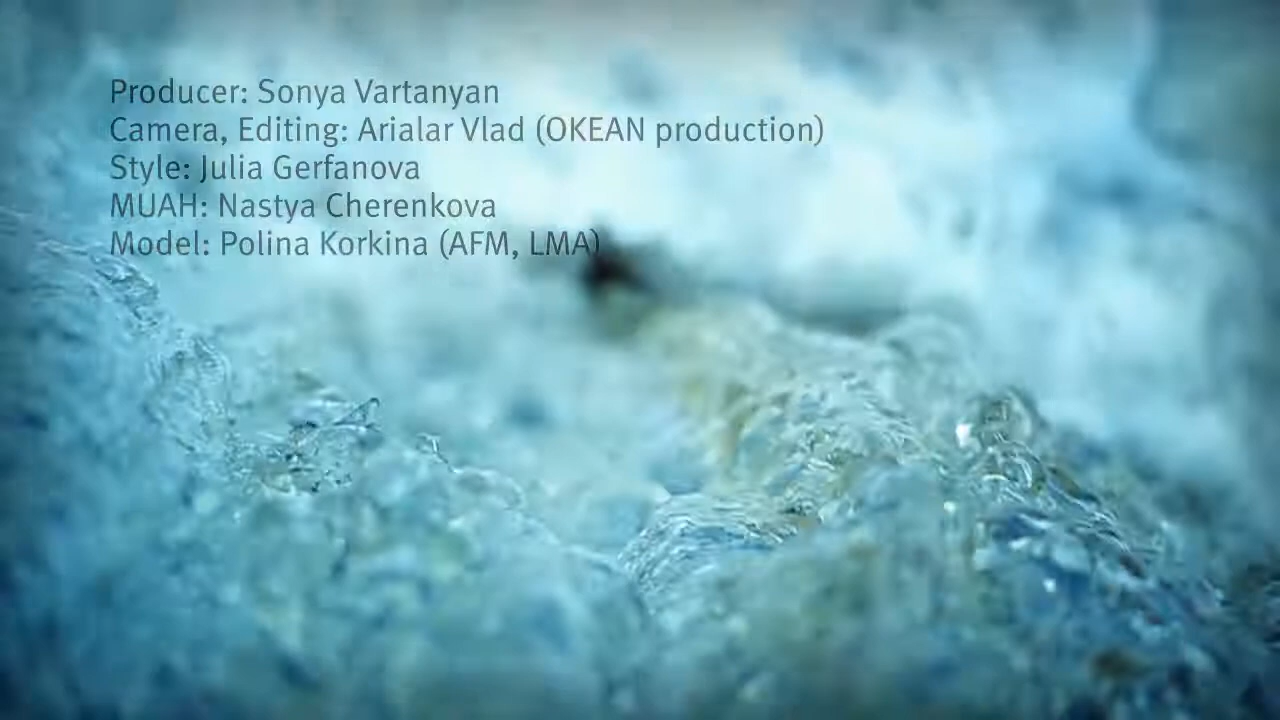 Producer: Sonya Vartanyan
Camera, Editing: Arialar Vlad (OKEAN production)
Style: Julia Gerfanova
MUAH: Nastya Cherenkova
Model: Polina Korkina (AFM, LMA)